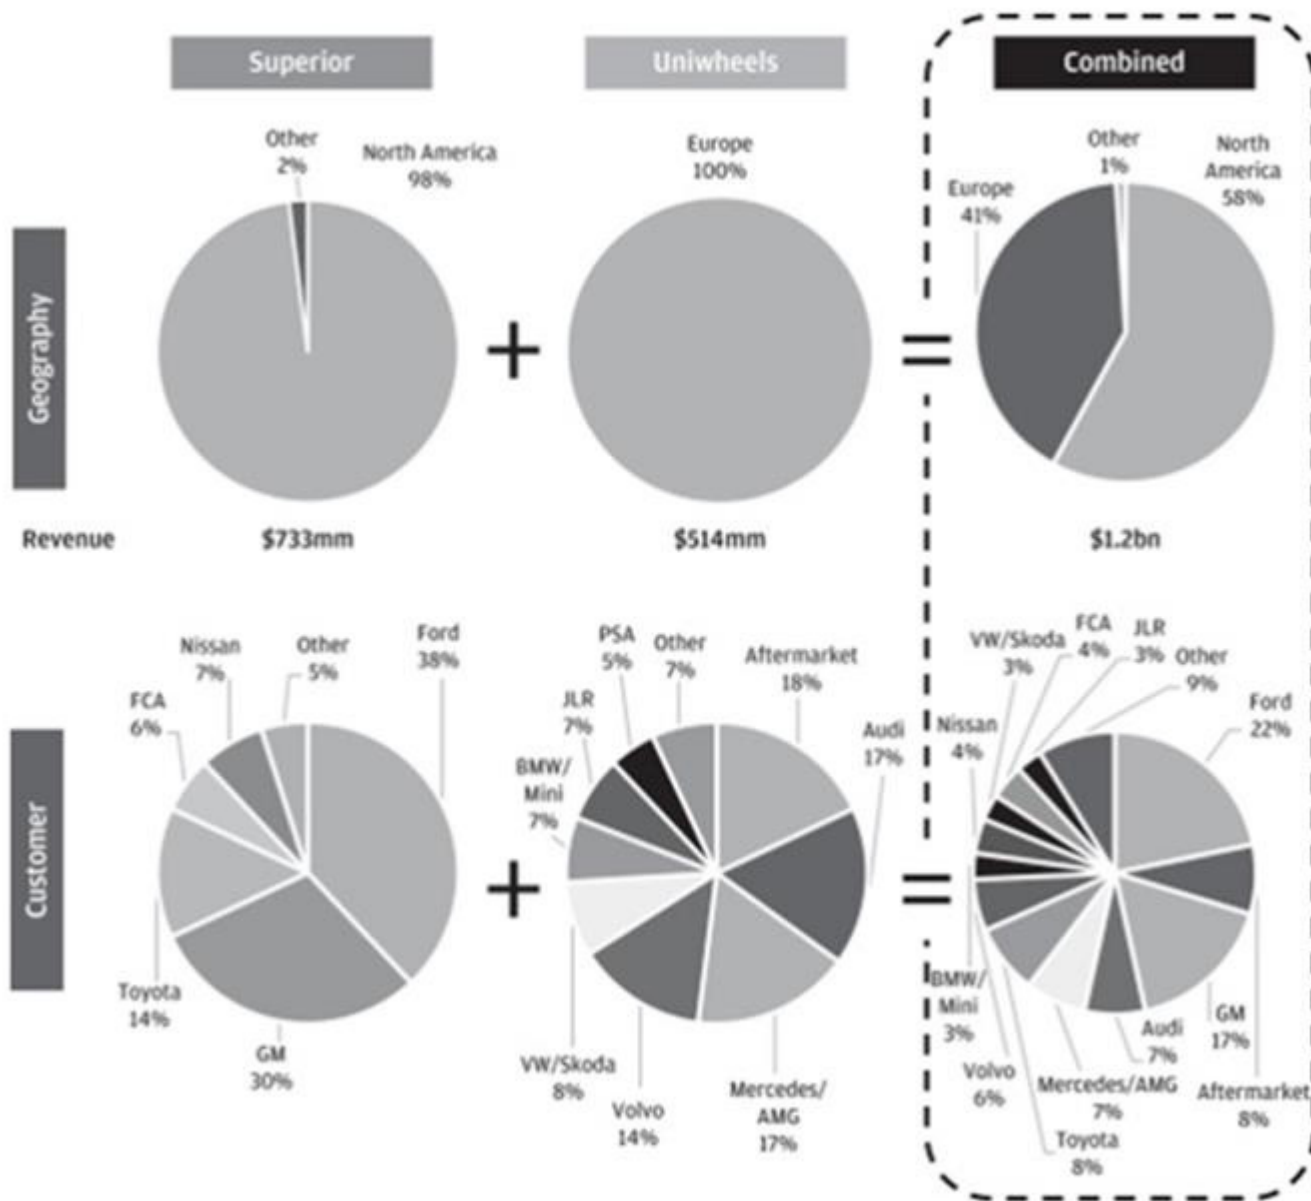 Superior
Uniwheels
Combined
Geography
Other
2%
North America
98%
Europe
100%
Other
1%
North
America
58%
Europe
41%
Revenue
$733mm
$514mm
$1.2bn
Customer
Nissan
7%
Other
5%
Ford
38%
FCA
6%
Toyota
14%
GM
30%
PSA
5%
Other
7%
Aftermarket
18%
JLR
7%
Audi
17%
BMW/
Mini
7%
VW/Skoda
8%
Volvo
14%
Mercedes/
AMG
17%
VW/Skoda
3%
FCA
4%
JLR
3%
Other
9%
Ford
22%
Nissan
4%
BMW/
Mini
3%
Volvo
6%
Mercedes/AMG
7%
Audi
7%
GM
17%
Aftermarket
8%
Toyota
8%